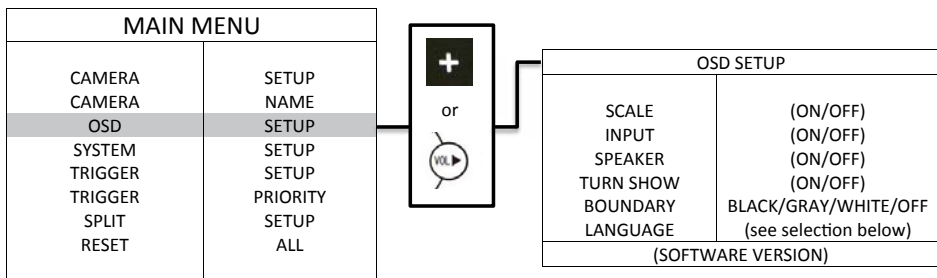 MAIN MENU
CAMERA SETUP
CAMERA NAME
OSD SETUP
SYSTEM SETUP
TRIGGER SETUP
TRIGGER PRIORITY
SPLIT SETUP
RESET ALL
+
or
VOL▶
OSD SETUP
SCALE (ON/OFF)
INPUT (ON/OFF)
SPEAKER (ON/OFF)
TURN SHOW (ON/OFF)
BOUNDARY BLACK/GRAY/WHITE/OFF
LANGUAGE (see selection below)
(SOFTWARE VERSION)